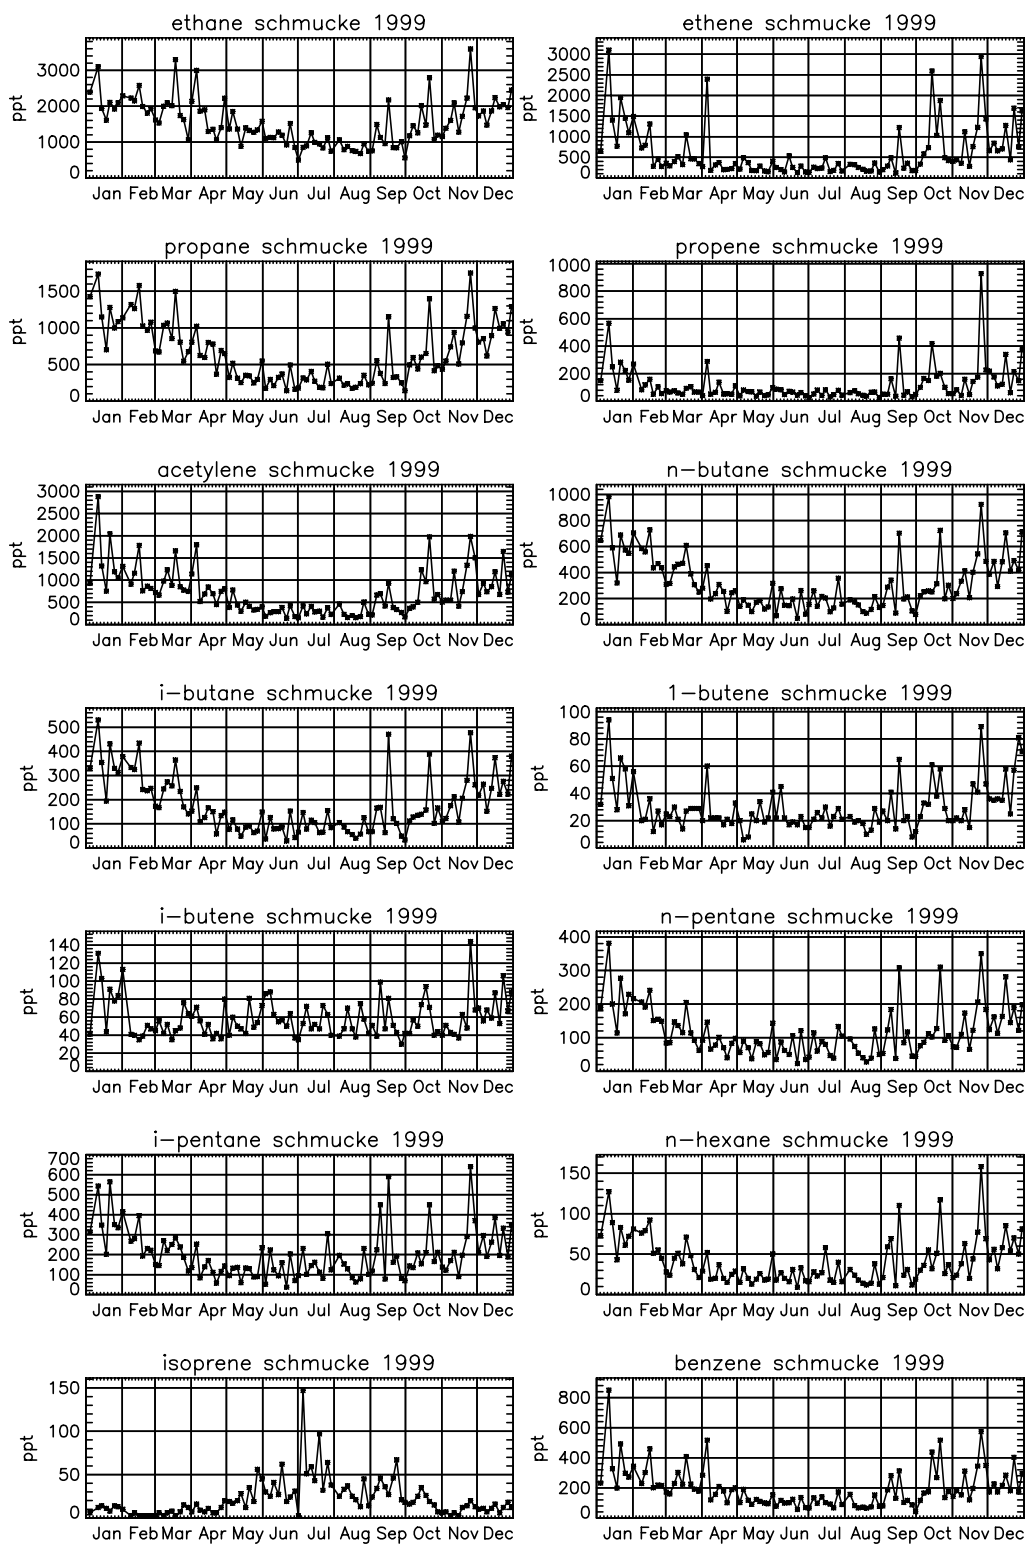 ethane schmucke 1999
ppt
3000
2000
1000
0
Jan Feb Mar Apr May Jun Jul Aug Sep Oct Nov Dec
ethene schmucke 1999
ppt
3000
2500
2000
1500
1000
500
0
Jan Feb Mar Apr May Jun Jul Aug Sep Oct Nov Dec
propane schmucke 1999
ppt
1500
1000
500
0
Jan Feb Mar Apr May Jun Jul Aug Sep Oct Nov Dec
propene schmucke 1999
ppt
1000
800
600
400
200
0
Jan Feb Mar Apr May Jun Jul Aug Sep Oct Nov Dec
acetylene schmucke 1999
ppt
3000
2500
2000
1500
1000
500
0
Jan Feb Mar Apr May Jun Jul Aug Sep Oct Nov Dec
n-butane schmucke 1999
ppt
1000
800
600
400
200
0
Jan Feb Mar Apr May Jun Jul Aug Sep Oct Nov Dec
i-butane schmucke 1999
ppt
500
400
300
200
100
0
Jan Feb Mar Apr May Jun Jul Aug Sep Oct Nov Dec
1-butene schmucke 1999
ppt
100
80
60
40
20
0
Jan Feb Mar Apr May Jun Jul Aug Sep Oct Nov Dec
i-butene schmucke 1999
ppt
140
120
100
80
60
40
20
0
Jan Feb Mar Apr May Jun Jul Aug Sep Oct Nov Dec
n-pentane schmucke 1999
ppt
400
300
200
100
0
Jan Feb Mar Apr May Jun Jul Aug Sep Oct Nov Dec
i-pentane schmucke 1999
ppt
700
600
500
400
300
200
100
0
Jan Feb Mar Apr May Jun Jul Aug Sep Oct Nov Dec
n-hexane schmucke 1999
ppt
150
100
50
0
Jan Feb Mar Apr May Jun Jul Aug Sep Oct Nov Dec
isoprene schmucke 1999
ppt
150
100
50
0
Jan Feb Mar Apr May Jun Jul Aug Sep Oct Nov Dec
benzene schmucke 1999
ppt
800
600
400
200
0
Jan Feb Mar Apr May Jun Jul Aug Sep Oct Nov Dec